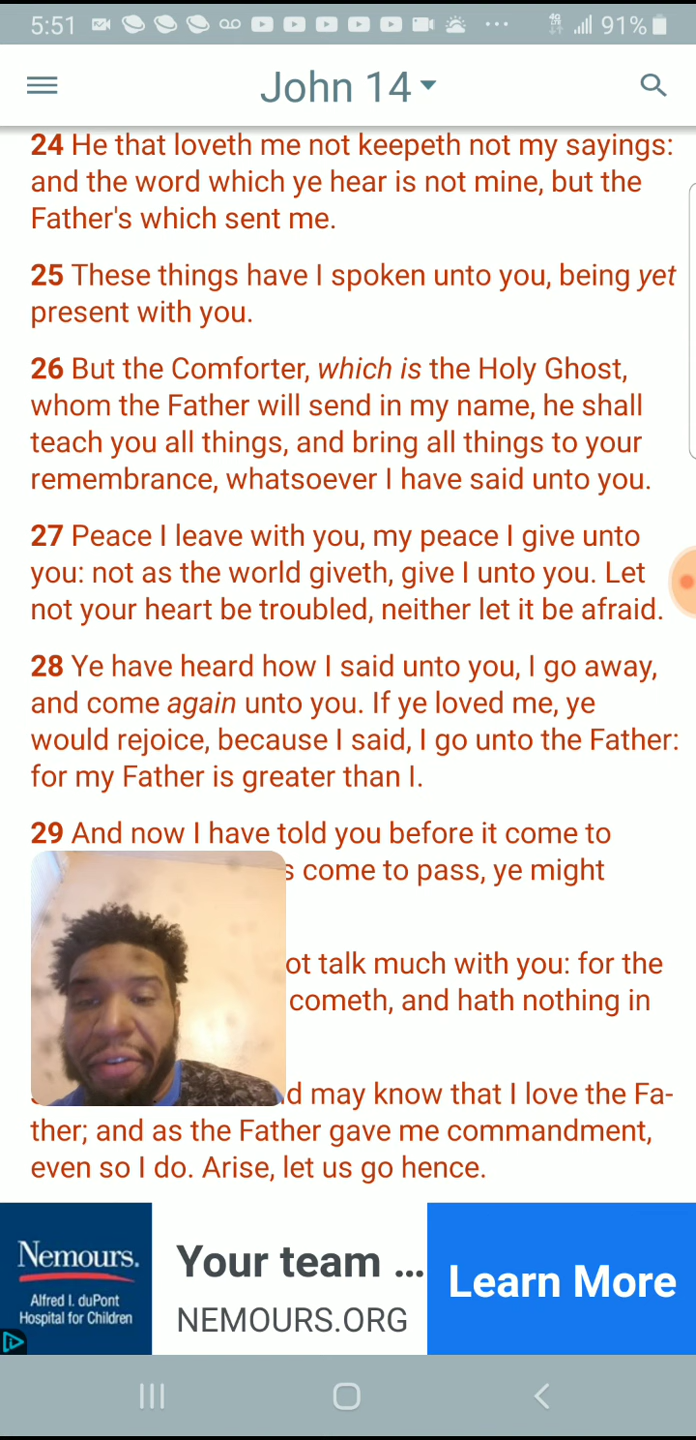 5:51 91%
John 14
24 He that loveth me not keepeth not my sayings:
and the word which ye hear is not mine, but the
Father's which sent me.
25 These things have I spoken unto you, being yet
present with you.
26 But the Comforter, which is the Holy Ghost,
whom the Father will send in my name, he shall
teach you all things, and bring all things to your
remembrance, whatsoever I have said unto you.
27 Peace I leave with you, my peace I give unto
you: not as the world giveth, give I unto you. Let
not your heart be troubled, neither let it be afraid.
28 Ye have heard how I said unto you, I go away,
and come again unto you. If ye loved me, ye
would rejoice, because I said, I go unto the Father:
for my Father is greater than I.
29 And now I have told you before it come to
s come to pass, ye might
ot talk much with you: for the
cometh, and hath nothing in
d may know that I love the Fa-
ther; and as the Father gave me commandment,
even so I do. Arise, let us go hence.
Nemours.
Alfred I. duPont
Hospital for Children
Your team ...
NEMOURS.ORG
Learn More